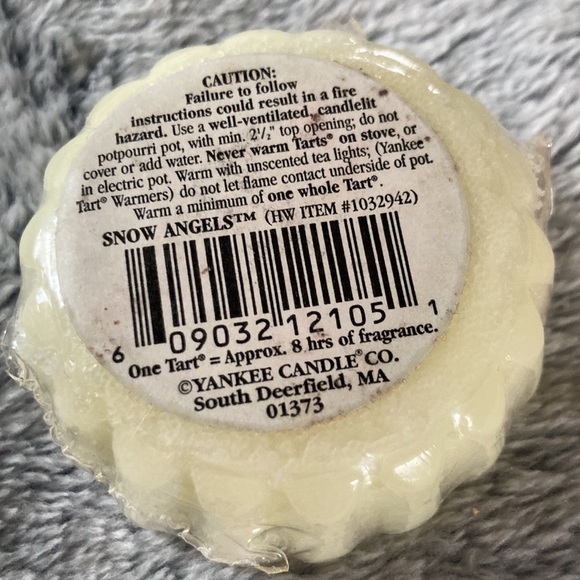 CAUTION:
Failure to follow
instructions could result in a fire
hazard. Use a well-ventilated, candlelit
potpourri pot, with min. 2½" top opening; do not
cover or add water. Never warm Tarts® on stove, or
in electric pot. Warm with unscented tea lights; (Yankee
Tart® Warmers) do not let flame contact underside of pot.
Warm a minimum of one whole Tart®.
SNOW ANGELS™ (HW ITEM #1032942)
6 09032 12105 1
One Tart® = Approx. 8 hrs of fragrance.
©YANKEE CANDLE® CO.
South Deerfield, MA
01373